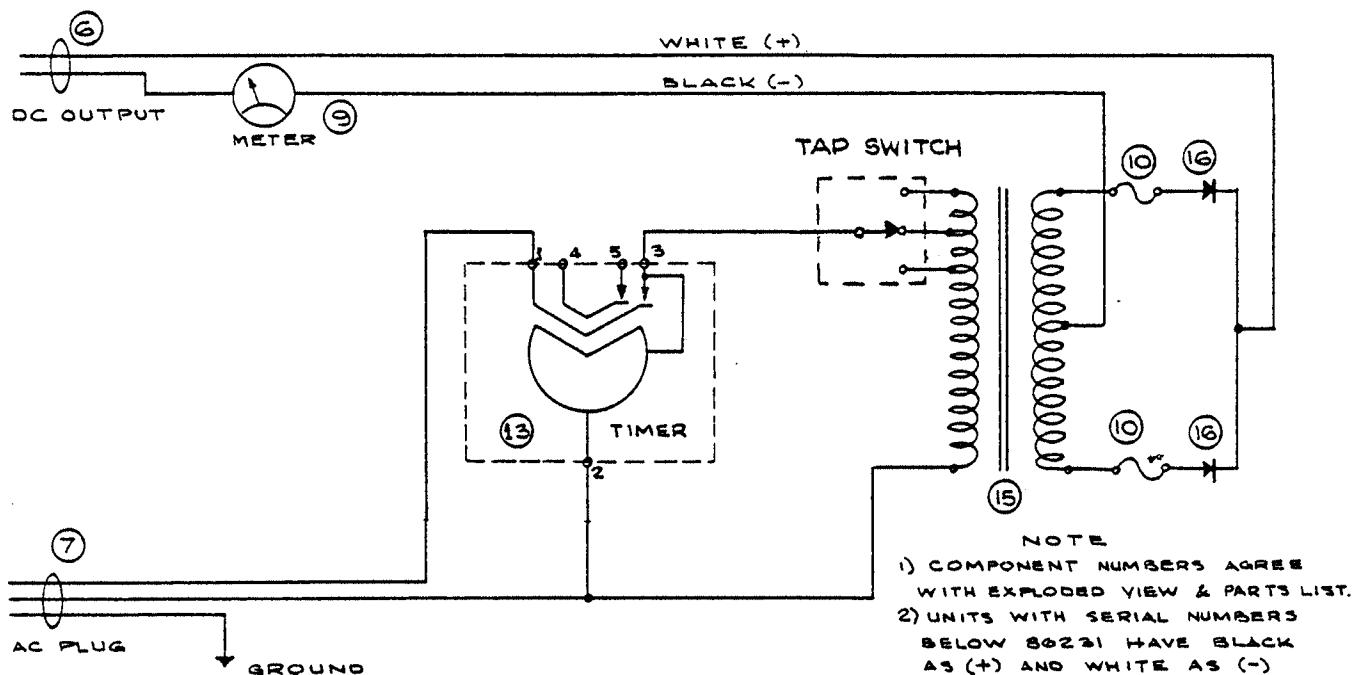 6
WHITE (+)
BLACK (-)
DC OUTPUT
METER
9
TAP SWITCH
10
16
1
4
5
3
13
TIMER
2
10
16
15
7
AC PLUG
GROUND
NOTE
1) COMPONENT NUMBERS AGREE
WITH EXPLODED VIEW & PARTS LIST.
2) UNITS WITH SERIAL NUMBERS
BELOW 86231 HAVE BLACK
AS (+) AND WHITE AS (-)